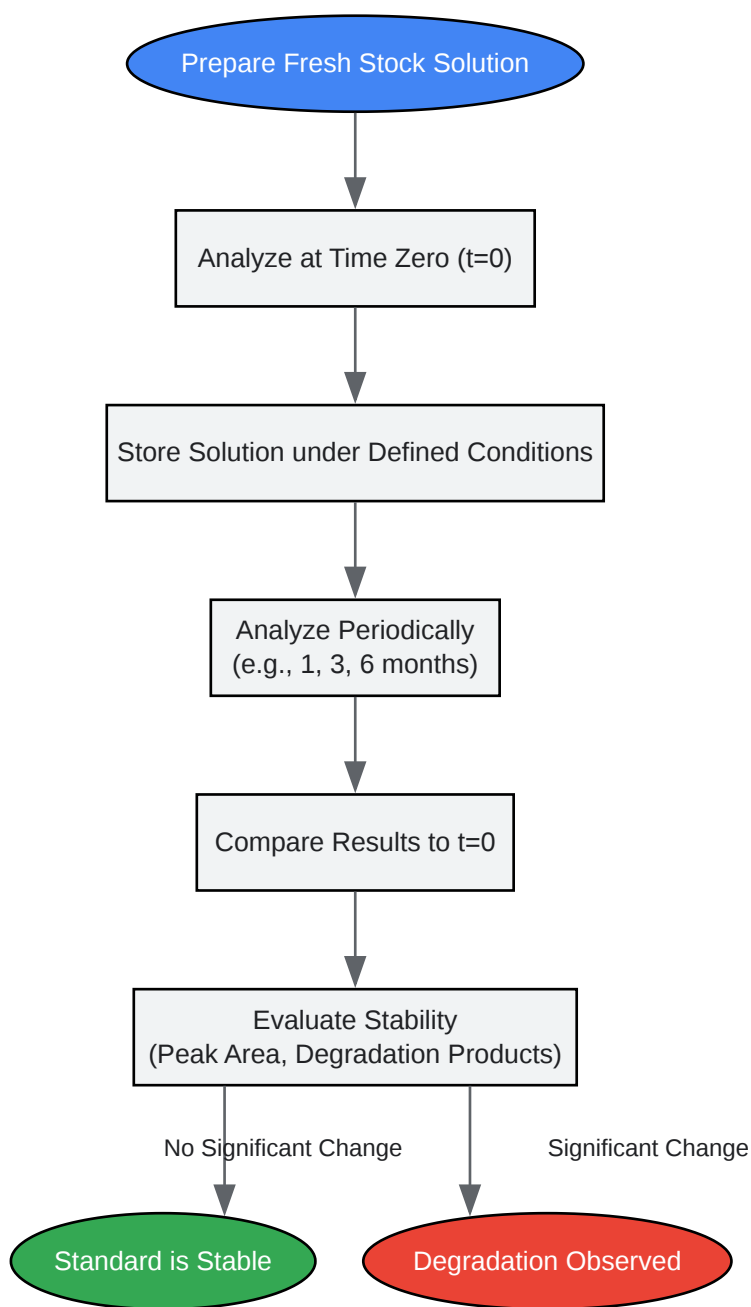 Prepare Fresh Stock Solution
Analyze at Time Zero (t=0)
Store Solution under Defined Conditions
Analyze Periodically
(e.g., 1, 3, 6 months)
Compare Results to t=0
Evaluate Stability
(Peak Area, Degradation Products)
No Significant Change
Significant Change
Standard is Stable
Degradation Observed